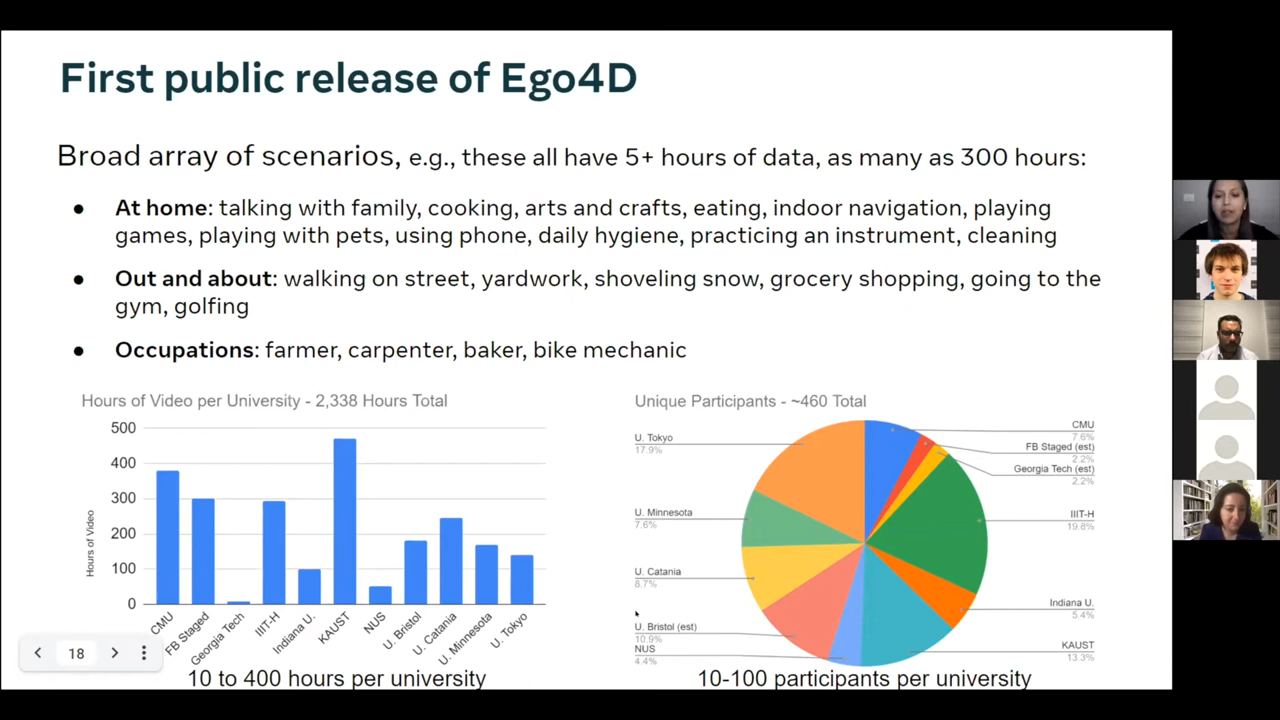 First public release of Ego4D
Broad array of scenarios, e.g., these all have 5+ hours of data, as many as 300 hours:
● At home: talking with family, cooking, arts and crafts, eating, indoor navigation, playing
games, playing with pets, using phone, daily hygiene, practicing an instrument, cleaning
● Out and about: walking on street, yardwork, shoveling snow, grocery shopping, going to the
gym, golfing
● Occupations: farmer, carpenter, baker, bike mechanic
Hours of Video per University - 2,338 Hours Total
Hours of Video
500
400
300
200
100
0
CMU
FB Staged
Georgia Tech
IIIT-H
Indiana U.
KAUST
NUS
U. Bristol
U. Catania
U. Minnesota
U. Tokyo
10 to 400 hours per university
Unique Participants - ~460 Total
U. Tokyo
17.9%
U. Minnesota
7.6%
U. Catania
8.7%
U. Bristol (est)
10.9%
NUS
4.4%
CMU
7.6%
FB Staged (est)
2.2%
Georgia Tech (est)
2.2%
IIIT-H
19.8%
Indiana U.
5.4%
KAUST
13.3%
10-100 participants per university
18